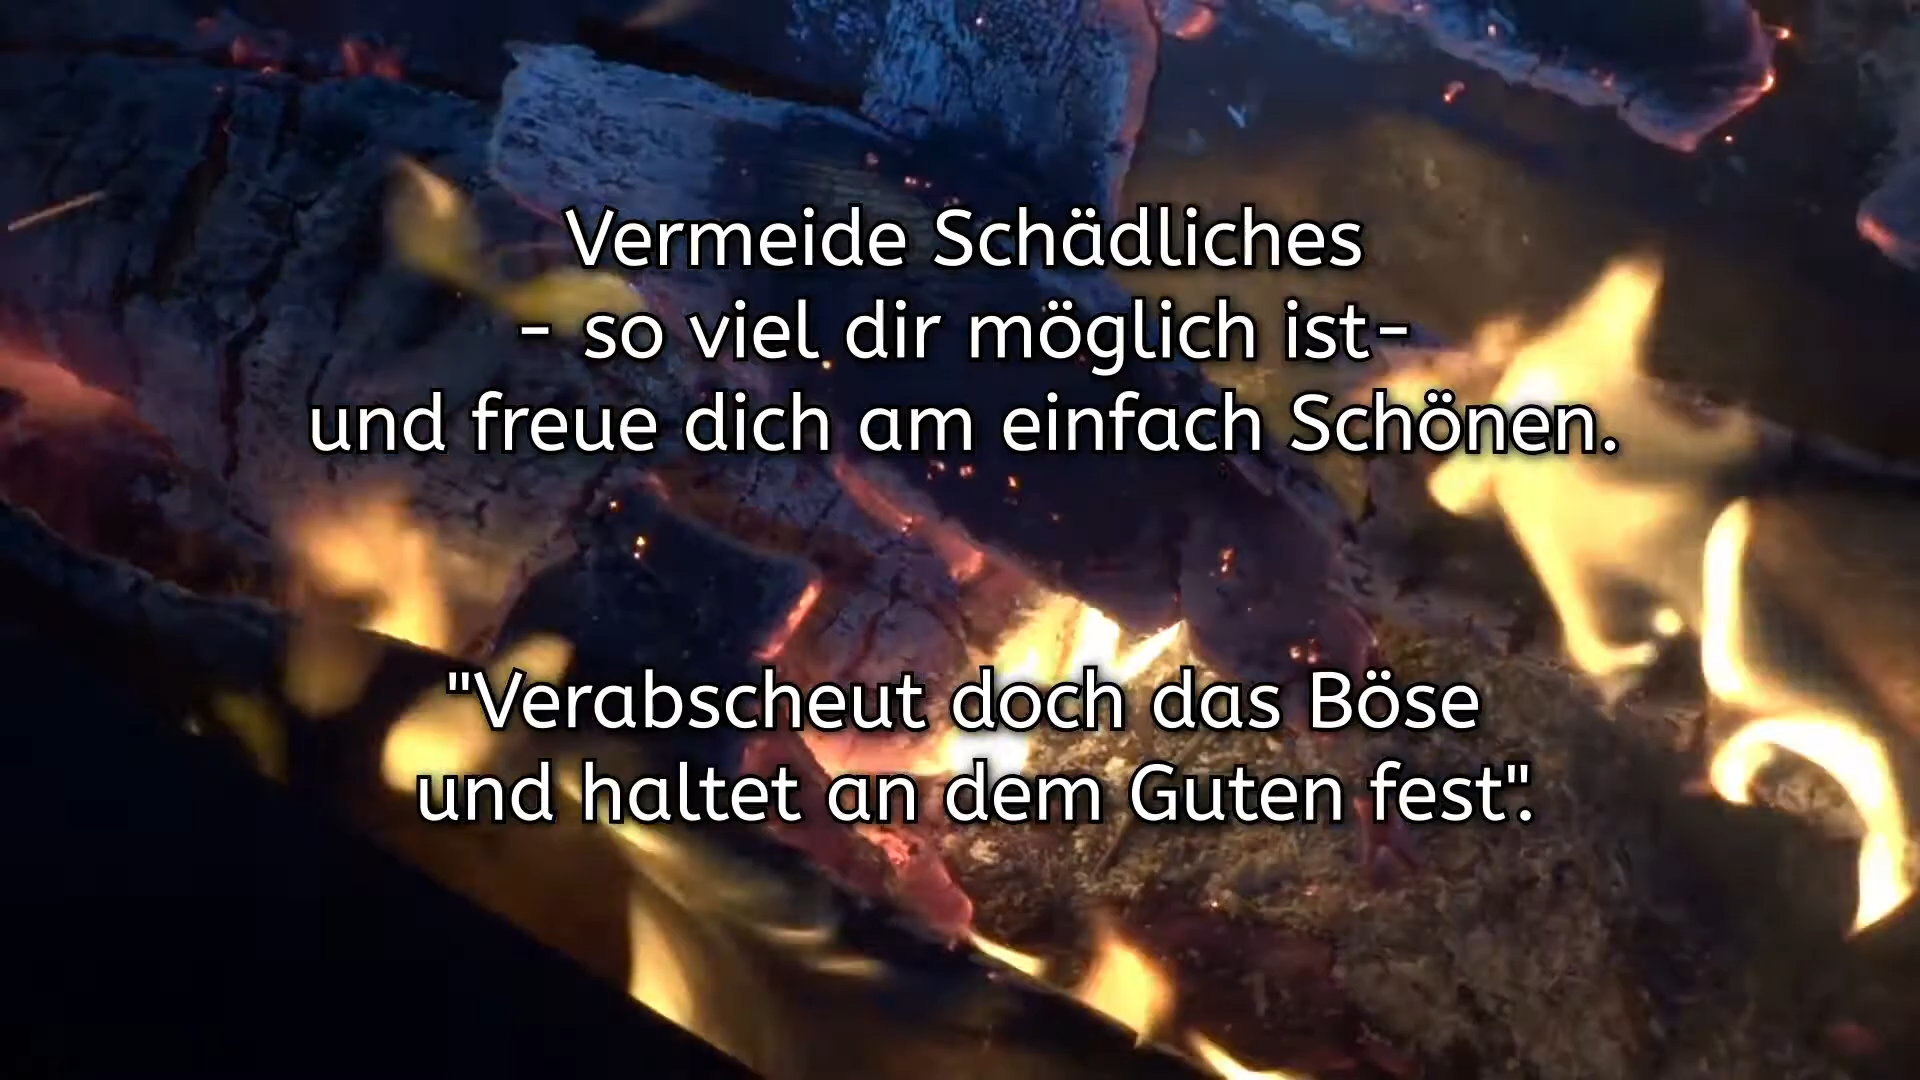 Vermeide Schädliches
- so viel dir möglich ist-
und freue dich am einfach Schönen.
"Verabscheut doch das Böse
und haltet an dem Guten fest".